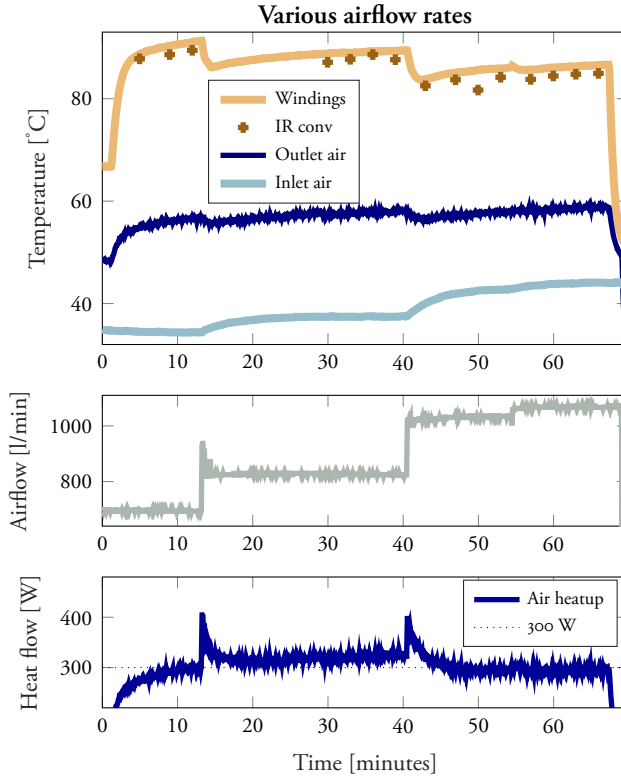 Various airflow rates
Temperature [°C]
80
60
40
Windings
IR conv
Outlet air
Inlet air
0 10 20 30 40 50 60
Airflow [l/min]
1000
800
0 10 20 30 40 50 60
Heat flow [W]
400
300
Air heatup
300 W
0 10 20 30 40 50 60
Time [minutes]